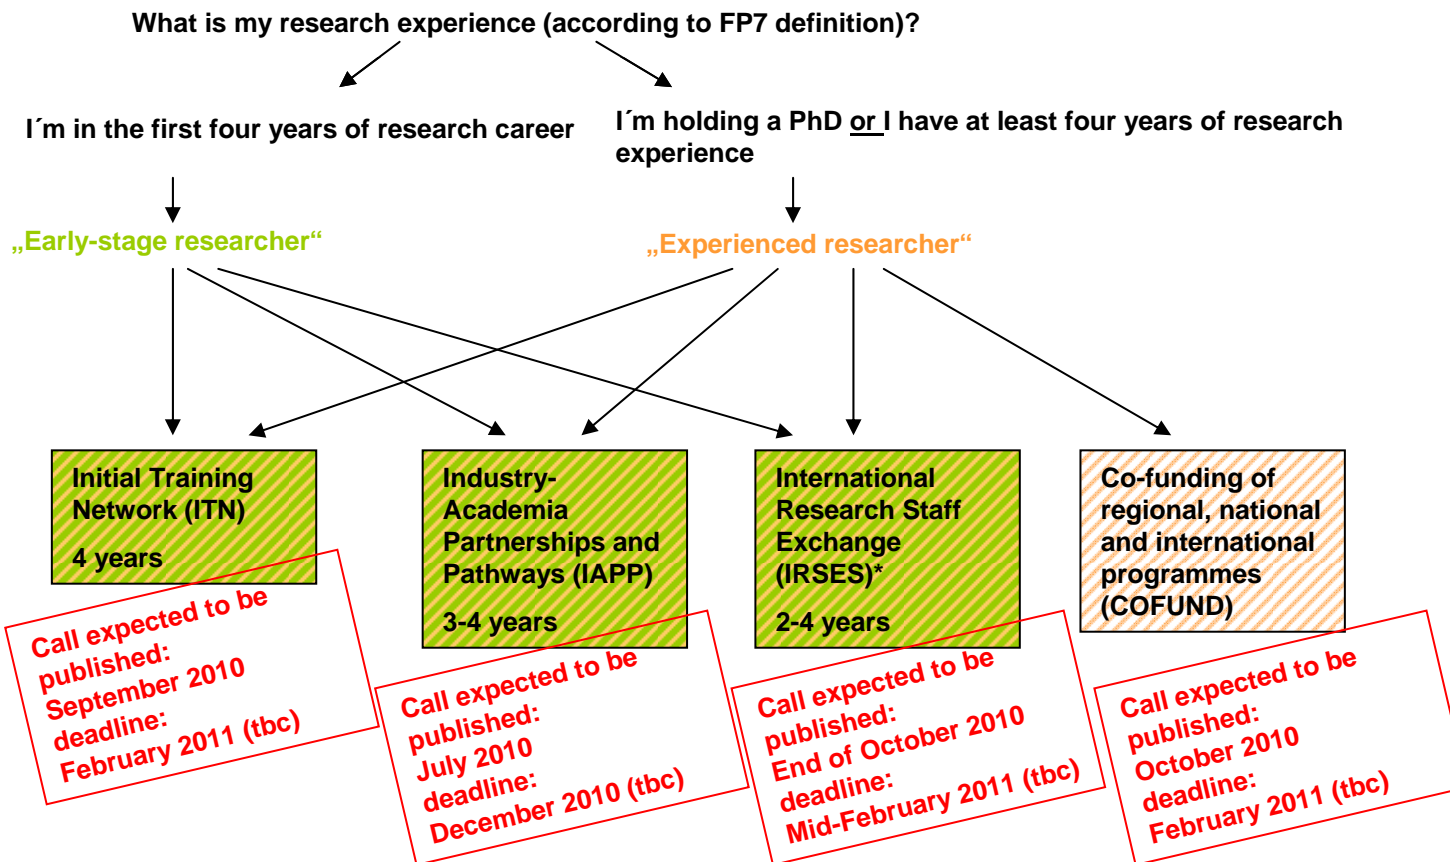 What is my research experience (according to FP7 definition)?
I´m in the first four years of research career
I´m holding a PhD or I have at least four years of research
experience
„Early-stage researcher“
„Experienced researcher“
Initial Training
Network (ITN)
4 years
Industry-
Academia
Partnerships and
Pathways (IAPP)
3-4 years
International
Research Staff
Exchange
(IRSES)*
2-4 years
Co-funding of
regional, national
and international
programmes
(COFUND)
Call expected to be
published:
September 2010
deadline:
February 2011 (tbc)
Call expected to be
published:
July 2010
deadline:
December 2010 (tbc)
Call expected to be
published:
End of October 2010
deadline:
Mid-February 2011 (tbc)
Call expected to be
published:
October 2010
deadline:
February 2011 (tbc)